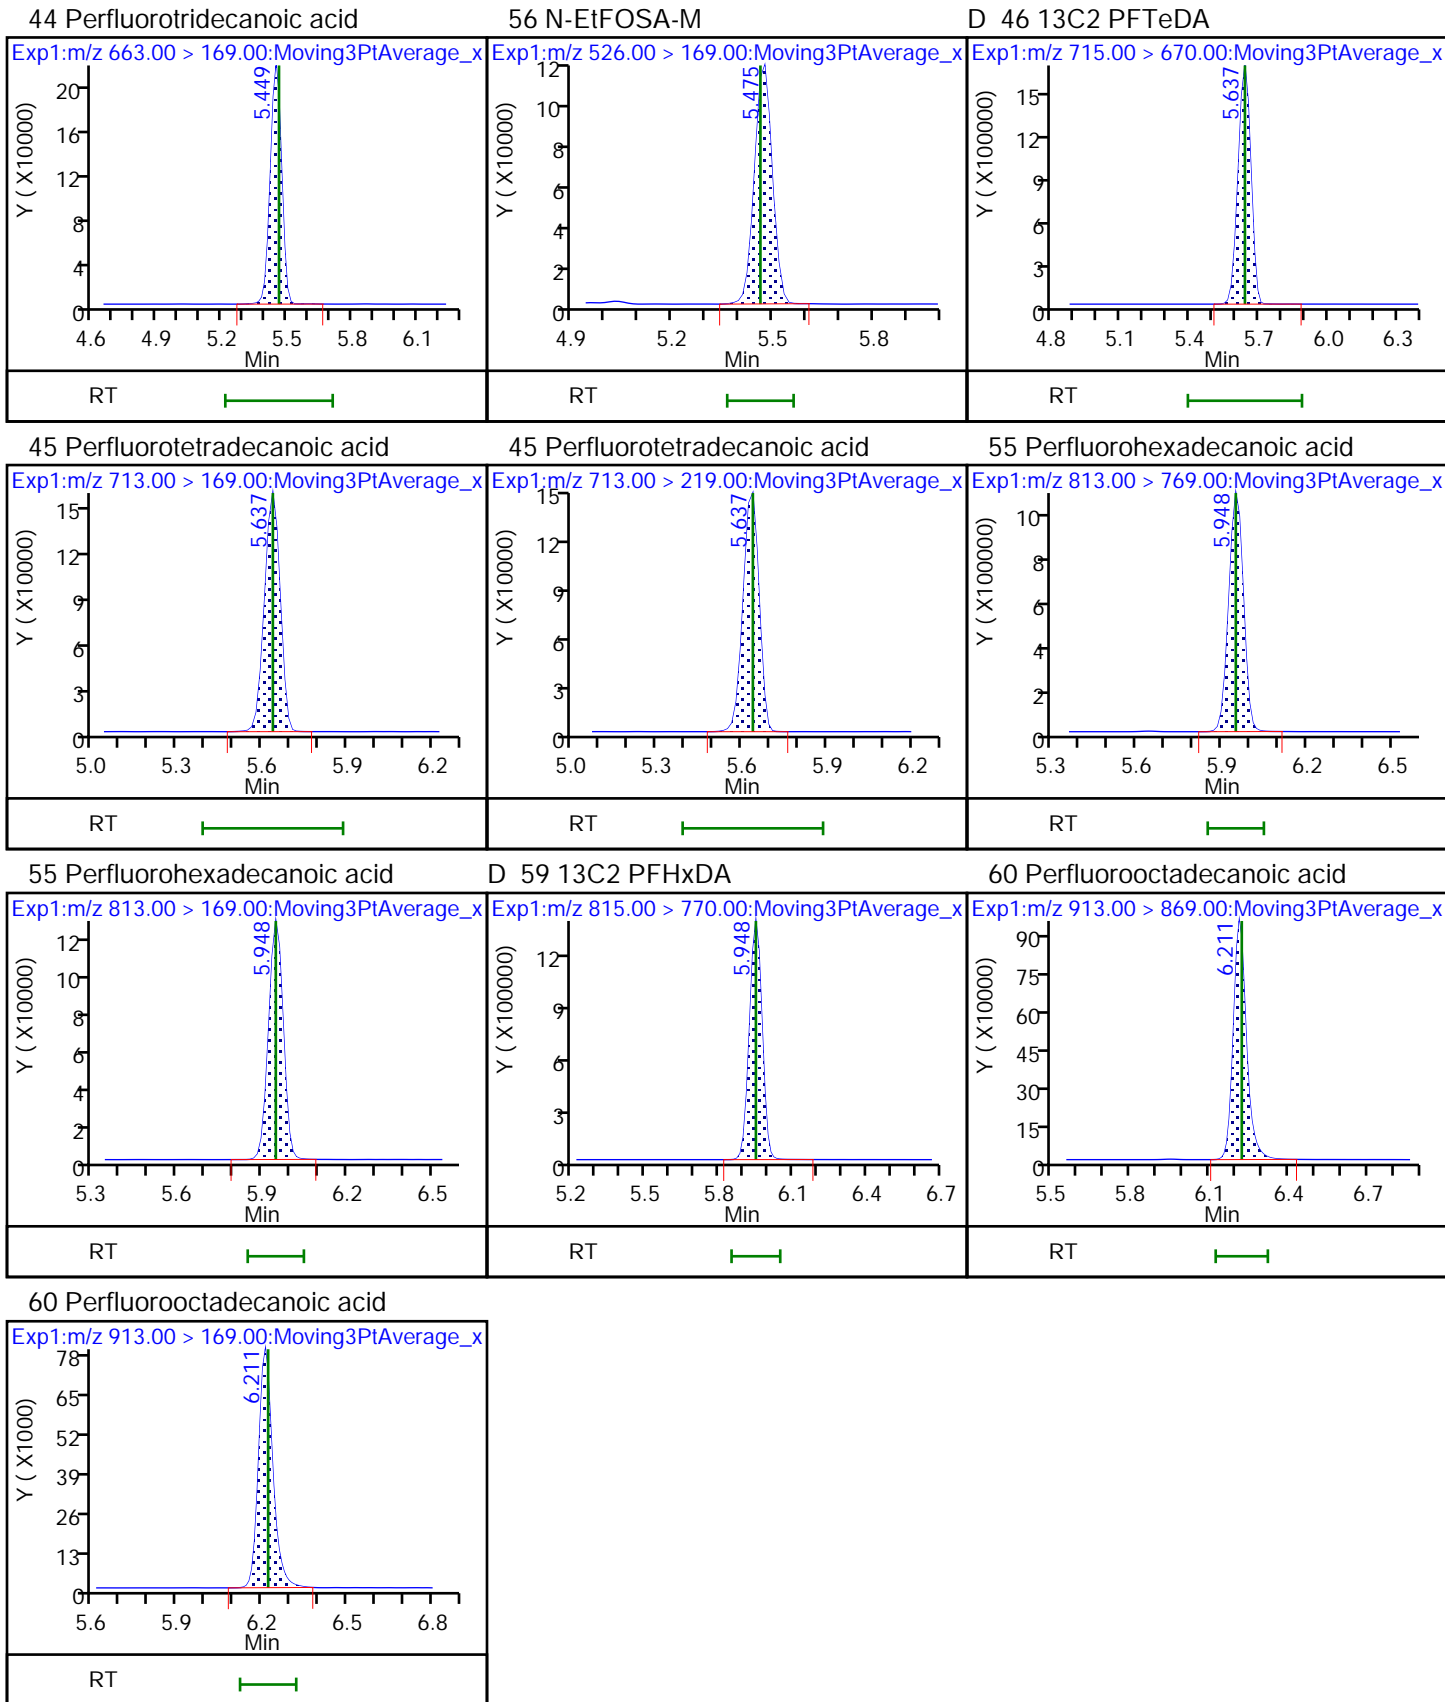 44 Perfluorotridecanoic acid
Exp1:m/z 663.00 > 169.00:Moving3PtAverage_x
Y ( X10000)
20
16
12
8
4
0
5.449
4.6 4.9 5.2 5.5 5.8 6.1
Min
RT
56 N-EtFOSA-M
Exp1:m/z 526.00 > 169.00:Moving3PtAverage_x
Y ( X100000)
12
10
8
6
4
2
0
5.475
4.9 5.2 5.5 5.8
Min
RT
D 46 13C2 PFTeDA
Exp1:m/z 715.00 > 670.00:Moving3PtAverage_x
Y ( X100000)
15
12
9
6
3
0
5.637
4.8 5.1 5.4 5.7 6.0 6.3
Min
RT
45 Perfluorotetradecanoic acid
Exp1:m/z 713.00 > 169.00:Moving3PtAverage_x
Y ( X10000)
15
12
9
6
3
0
5.637
5.0 5.3 5.6 5.9 6.2
Min
RT
45 Perfluorotetradecanoic acid
Exp1:m/z 713.00 > 219.00:Moving3PtAverage_x
Y ( X10000)
15
12
9
6
3
0
5.637
5.0 5.3 5.6 5.9 6.2
Min
RT
55 Perfluorohexadecanoic acid
Exp1:m/z 813.00 > 769.00:Moving3PtAverage_x
Y ( X100000)
10
8
6
4
2
0
5.948
5.3 5.6 5.9 6.2 6.5
Min
RT
55 Perfluorohexadecanoic acid
Exp1:m/z 813.00 > 169.00:Moving3PtAverage_x
Y ( X10000)
12
10
8
6
4
2
0
5.948
5.3 5.6 5.9 6.2 6.5
Min
RT
D 59 13C2 PFHxDA
Exp1:m/z 815.00 > 770.00:Moving3PtAverage_x
Y ( X100000)
12
9
6
3
0
5.948
5.2 5.5 5.8 6.1 6.4 6.7
Min
RT
60 Perfluorooctadecanoic acid
Exp1:m/z 913.00 > 869.00:Moving3PtAverage_x
Y ( X10000)
90
75
60
45
30
15
0
6.211
5.5 5.8 6.1 6.4 6.7
Min
RT
60 Perfluorooctadecanoic acid
Exp1:m/z 913.00 > 169.00:Moving3PtAverage_x
Y ( X1000)
78
65
52
39
26
13
0
6.211
5.6 5.9 6.2 6.5 6.8
Min
RT